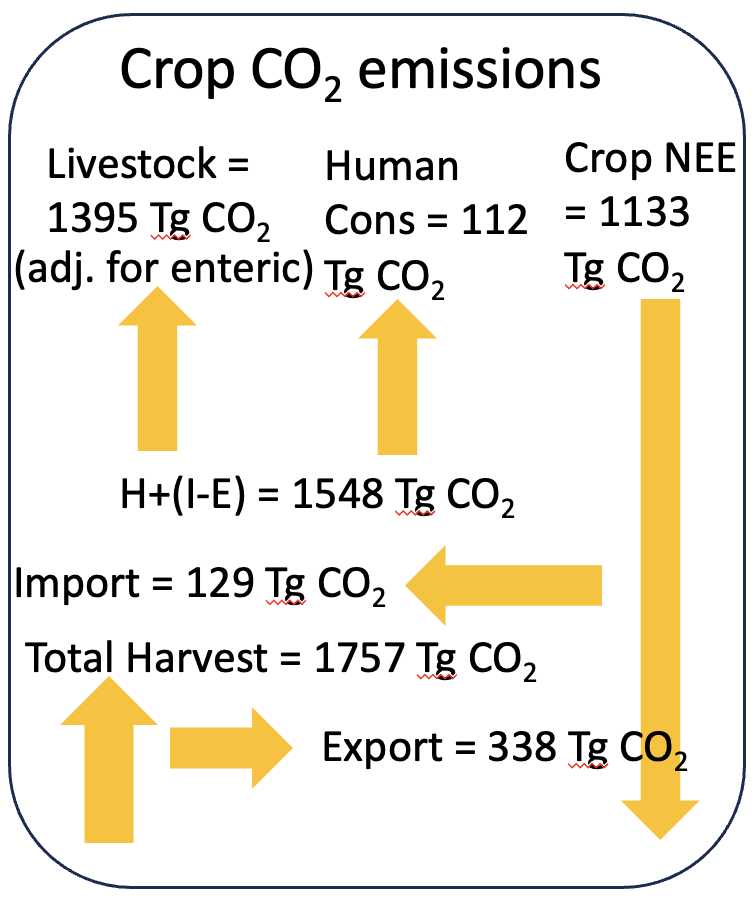 Crop CO₂ emissions
Livestock =
1395 Tg CO₂
(adj. for enteric)
Human
Cons = 112
Tg CO₂
Crop NEE
= 1133
Tg CO₂
H+(I-E) = 1548 Tg CO₂
Import = 129 Tg CO₂
Total Harvest = 1757 Tg CO₂
Export = 338 Tg CO₂